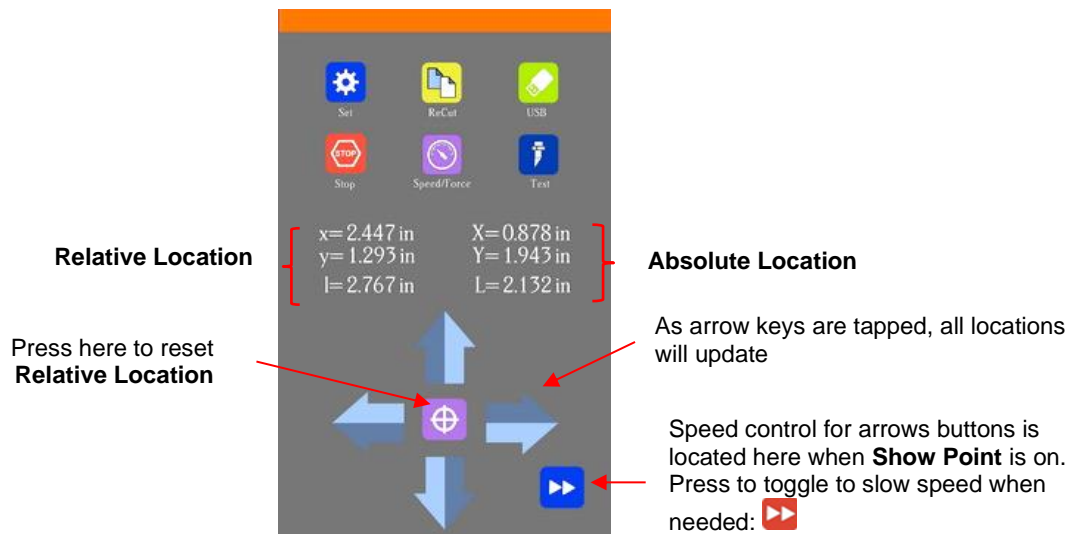 Set ReCut USB
STOP
Stop Speed/Force Test
x=2.447 in X=0.878 in
y=1.293 in Y=1.943 in
l=2.767 in L=2.132 in
Relative Location
Absolute Location
As arrow keys are tapped, all locations
will update
Press here to reset
Relative Location
Speed control for arrows buttons is
located here when Show Point is on.
Press to toggle to slow speed when
needed: